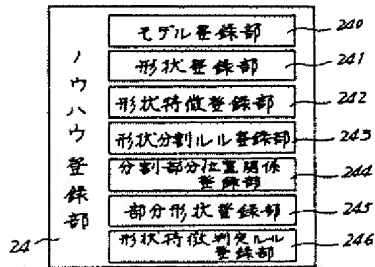 ノウハウ登録部
24
モデル登録部
240
形状登録部
241
形状特徴登録部
242
形状分割ルール登録部
243
分割部分位置関係
登録部
244
部分形状登録部
245
形状特徴判定ルール
登録部
246